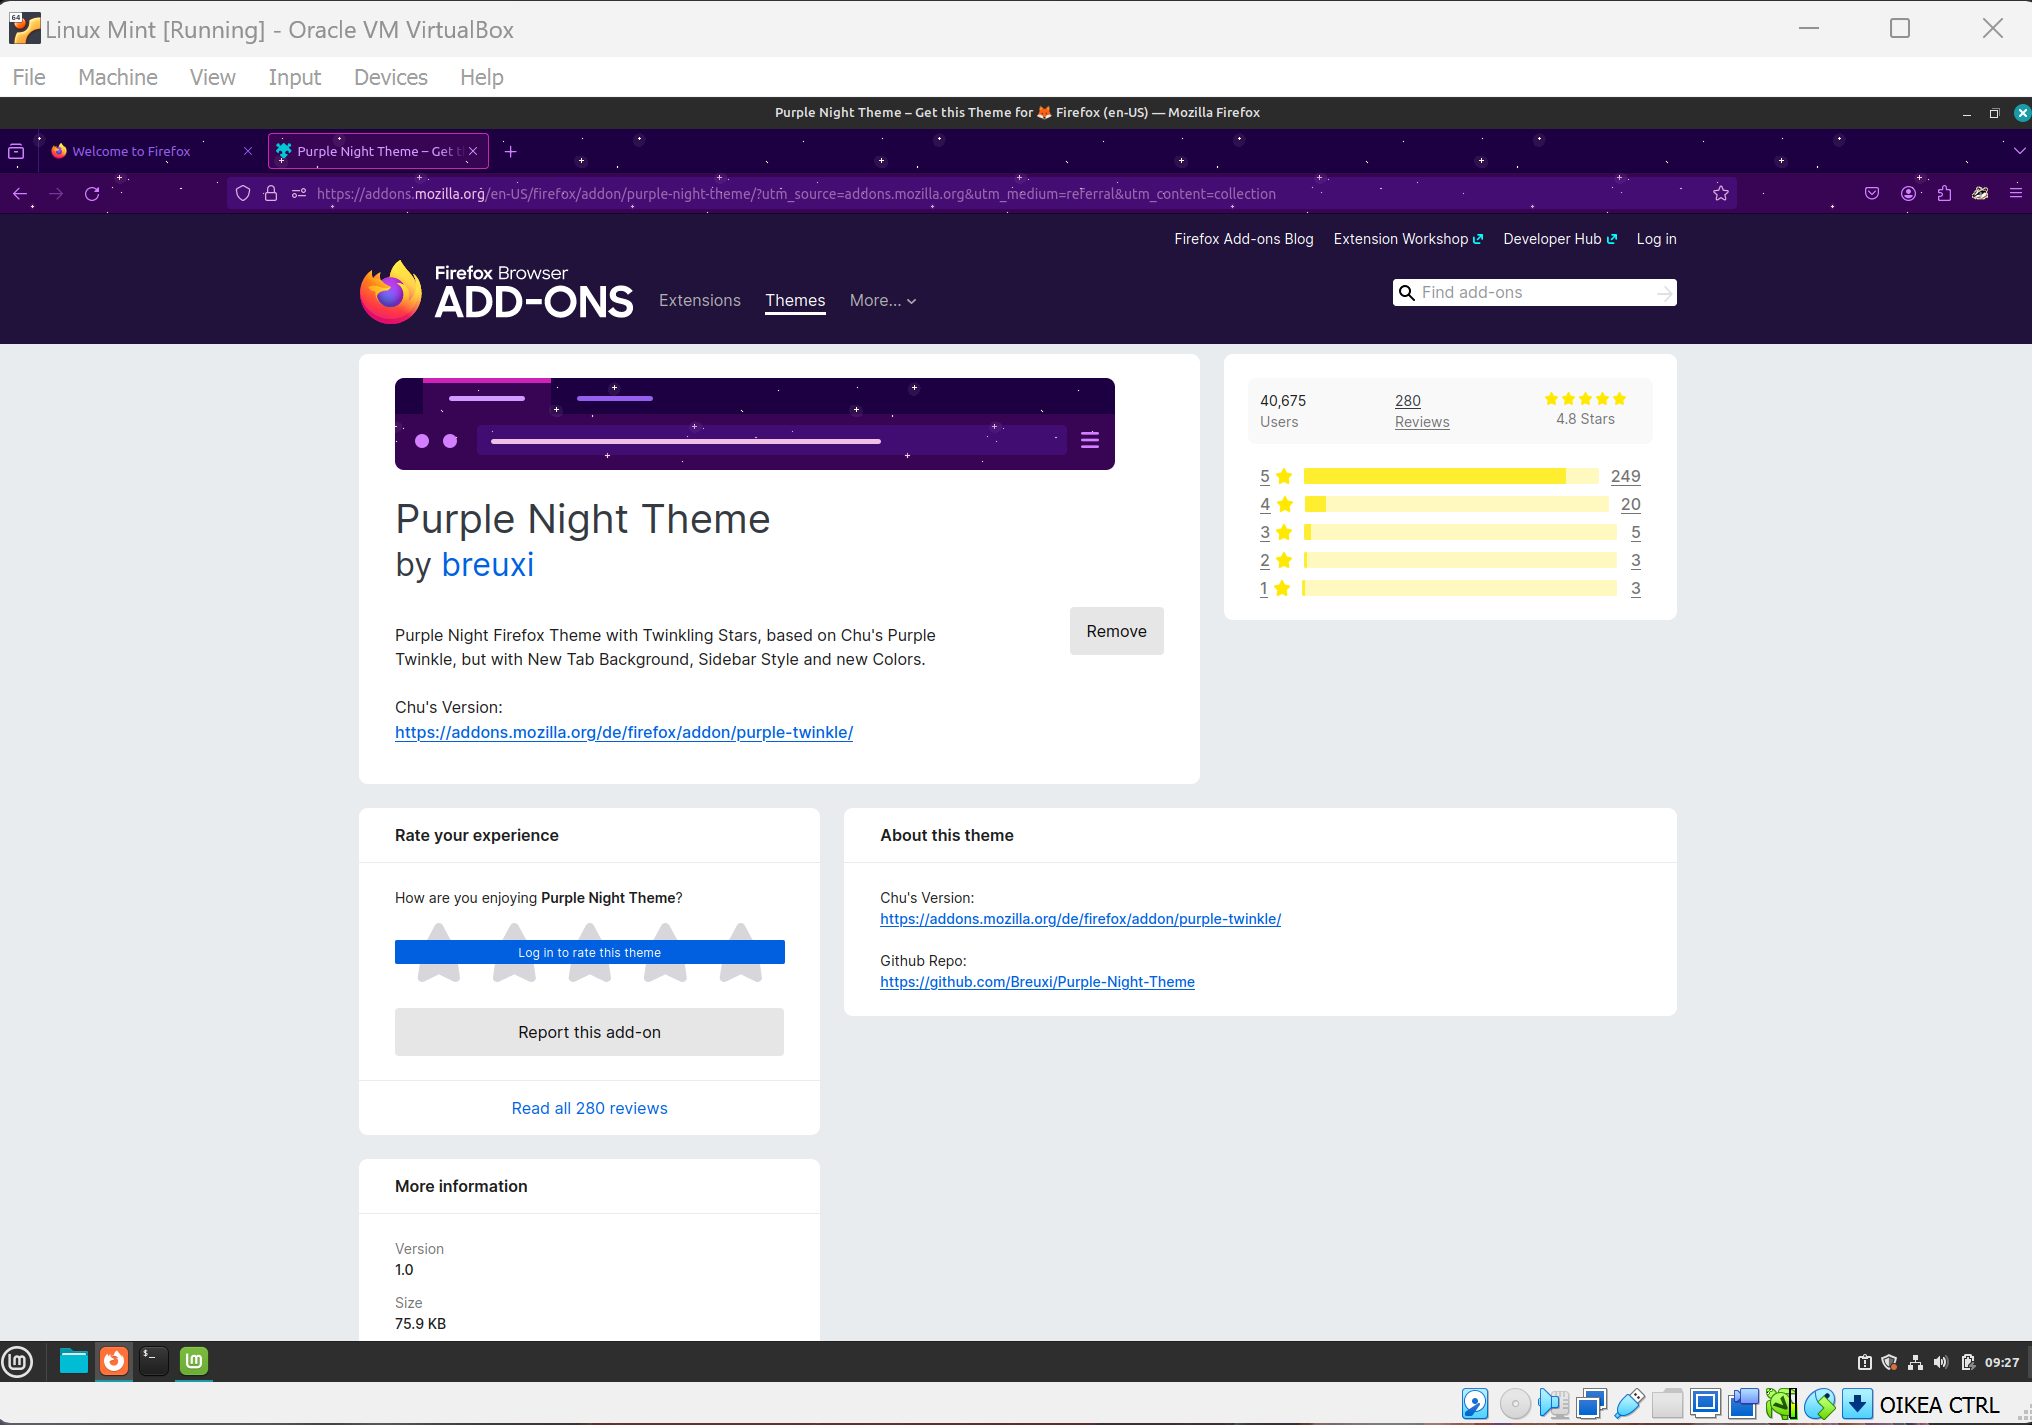 Linux Mint [Running] - Oracle VM VirtualBox
File Machine View Input Devices Help
Purple Night Theme – Get this Theme for 🦊 Firefox (en-US) — Mozilla Firefox
Welcome to Firefox
Purple Night Theme – Get t
https://addons.mozilla.org/en-US/firefox/addon/purple-night-theme/?utm_source=addons.mozilla.org&utm_medium=referral&utm_content=collection
Firefox Add-ons Blog Extension Workshop Developer Hub Log in
Firefox Browser
ADD-ONS
Extensions Themes More...
Find add-ons
Purple Night Theme
by breuxi
Purple Night Firefox Theme with Twinkling Stars, based on Chu's Purple
Twinkle, but with New Tab Background, Sidebar Style and new Colors.
Chu's Version:
https://addons.mozilla.org/de/firefox/addon/purple-twinkle/
Remove
40,675
Users
280
Reviews
4.8 Stars
5 249
4 20
3 5
2 3
1 3
Rate your experience
How are you enjoying Purple Night Theme?
Log in to rate this theme
Report this add-on
Read all 280 reviews
About this theme
Chu's Version:
https://addons.mozilla.org/de/firefox/addon/purple-twinkle/
Github Repo:
https://github.com/Breuxi/Purple-Night-Theme
More information
Version
1.0
Size
75.9 KB
09:27
OIKEA CTRL